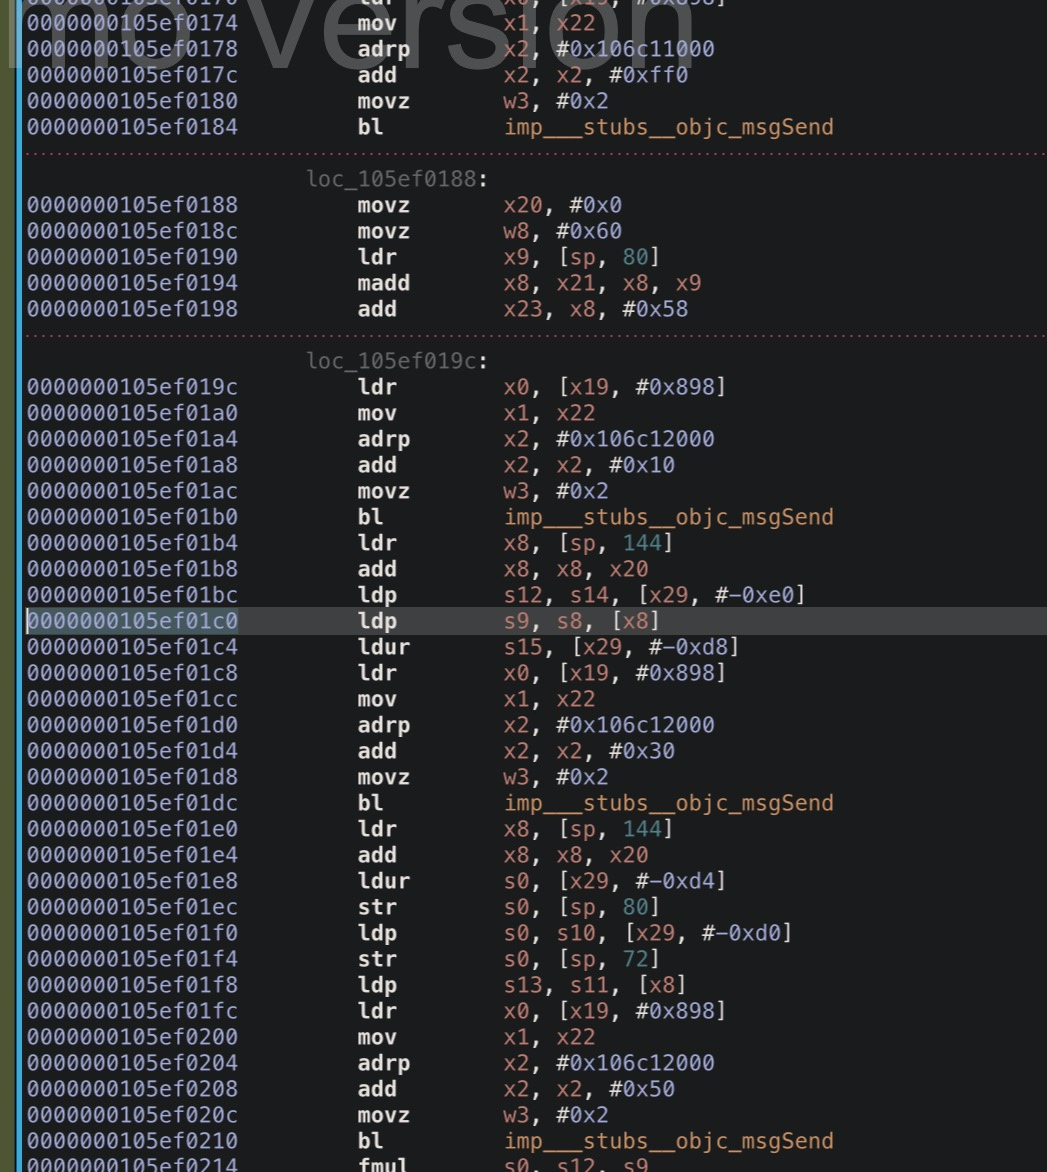 0000000105ef0170 ldr x0, [x19, #0x898]
mo version
0000000105ef0174 mov x1, x22
0000000105ef0178 adrp x2, #0x106c11000
0000000105ef017c add x2, x2, #0xff0
0000000105ef0180 movz w3, #0x2
0000000105ef0184 bl imp___stubs__objc_msgSend
loc_105ef0188:
0000000105ef0188 movz x20, #0x0
0000000105ef018c movz w8, #0x60
0000000105ef0190 ldr x9, [sp, 80]
0000000105ef0194 madd x8, x21, x8, x9
0000000105ef0198 add x23, x8, #0x58
loc_105ef019c:
0000000105ef019c ldr x0, [x19, #0x898]
0000000105ef01a0 mov x1, x22
0000000105ef01a4 adrp x2, #0x106c12000
0000000105ef01a8 add x2, x2, #0x10
0000000105ef01ac movz w3, #0x2
0000000105ef01b0 bl imp___stubs__objc_msgSend
0000000105ef01b4 ldr x8, [sp, 144]
0000000105ef01b8 add x8, x8, x20
0000000105ef01bc ldp s12, s14, [x29, #-0xe0]
0000000105ef01c0 ldp s9, s8, [x8]
0000000105ef01c4 ldur s15, [x29, #-0xd8]
0000000105ef01c8 ldr x0, [x19, #0x898]
0000000105ef01cc mov x1, x22
0000000105ef01d0 adrp x2, #0x106c12000
0000000105ef01d4 add x2, x2, #0x30
0000000105ef01d8 movz w3, #0x2
0000000105ef01dc bl imp___stubs__objc_msgSend
0000000105ef01e0 ldr x8, [sp, 144]
0000000105ef01e4 add x8, x8, x20
0000000105ef01e8 ldur s0, [x29, #-0xd4]
0000000105ef01ec str s0, [sp, 80]
0000000105ef01f0 ldp s0, s10, [x29, #-0xd0]
0000000105ef01f4 str s0, [sp, 72]
0000000105ef01f8 ldp s13, s11, [x8]
0000000105ef01fc ldr x0, [x19, #0x898]
0000000105ef0200 mov x1, x22
0000000105ef0204 adrp x2, #0x106c12000
0000000105ef0208 add x2, x2, #0x50
0000000105ef020c movz w3, #0x2
0000000105ef0210 bl imp___stubs__objc_msgSend
0000000105ef0214 fmul s0, s12, s9